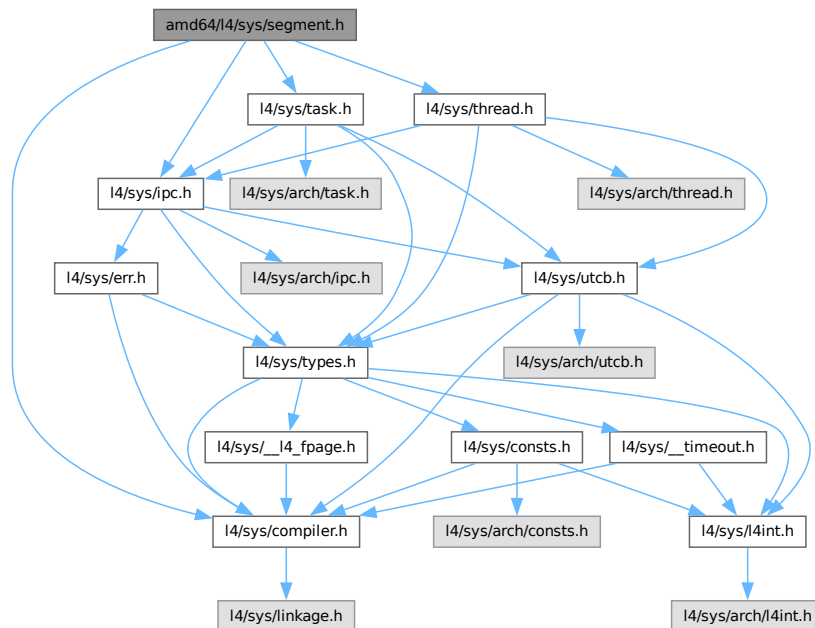 amd64/l4/sys/segment.h
l4/sys/task.h
l4/sys/thread.h
l4/sys/ipc.h
l4/sys/arch/task.h
l4/sys/arch/thread.h
l4/sys/err.h
l4/sys/arch/ipc.h
l4/sys/utcb.h
l4/sys/types.h
l4/sys/arch/utcb.h
l4/sys/__l4_fpage.h
l4/sys/consts.h
l4/sys/__timeout.h
l4/sys/compiler.h
l4/sys/arch/consts.h
l4/sys/l4int.h
l4/sys/linkage.h
l4/sys/arch/l4int.h